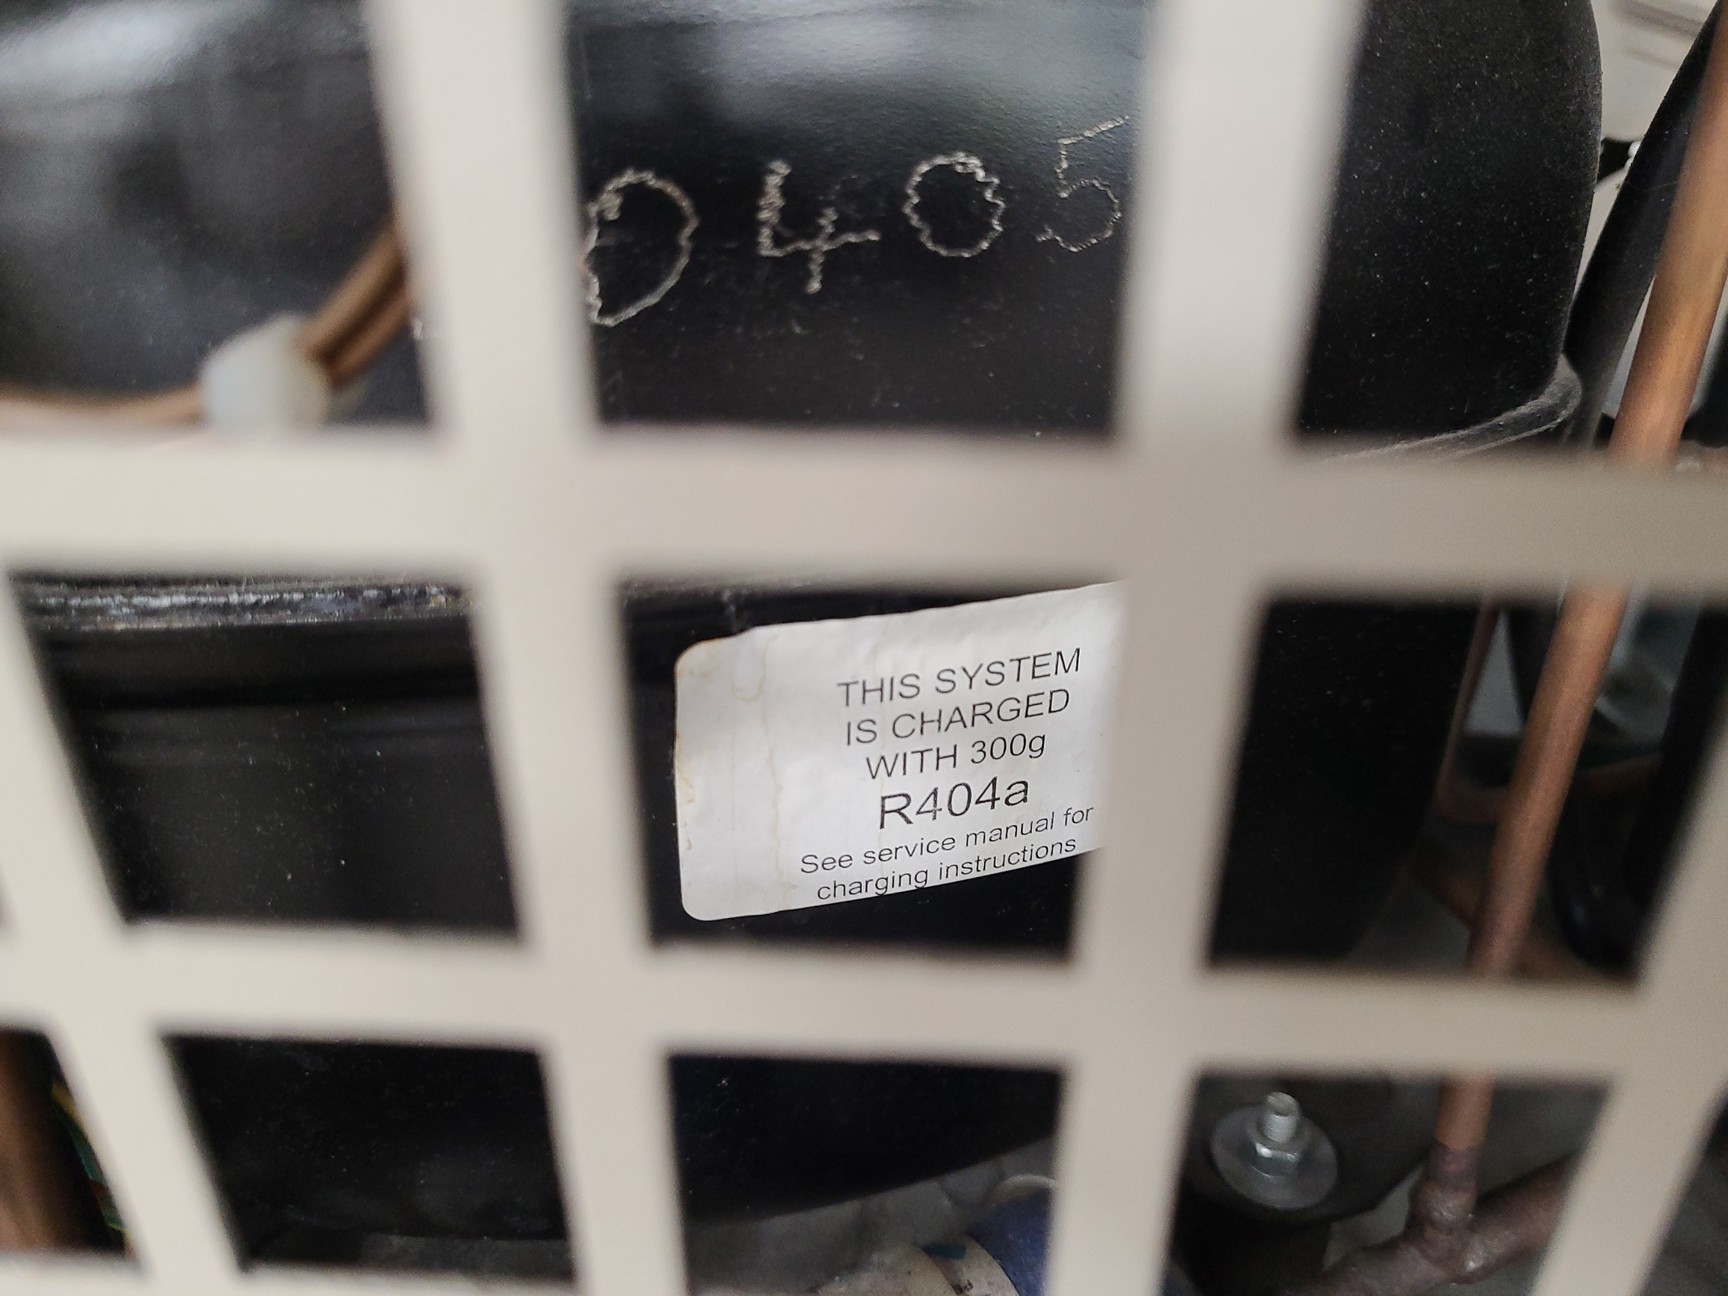 0405
THIS SYSTEM
IS CHARGED
WITH 300g
R404a
See service manual for
charging instructions